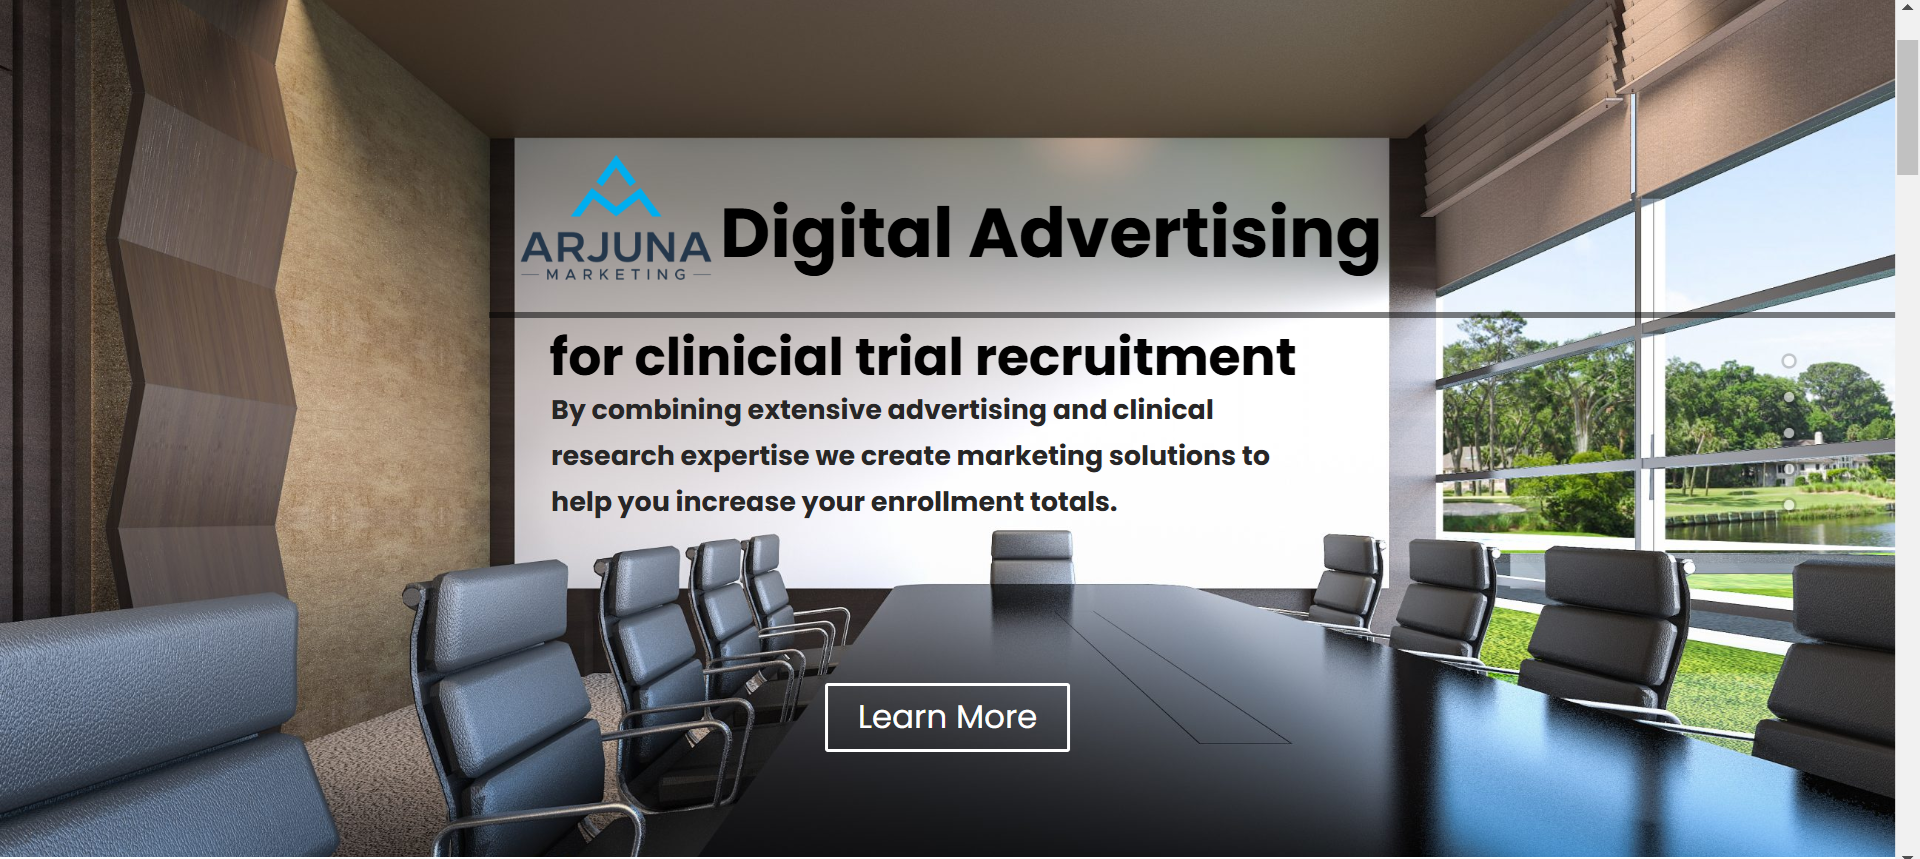 ARJUNA
MARKETING
Digital Advertising
for clinicial trial recruitment
By combining extensive advertising and clinical
research expertise we create marketing solutions to
help you increase your enrollment totals.
Learn More